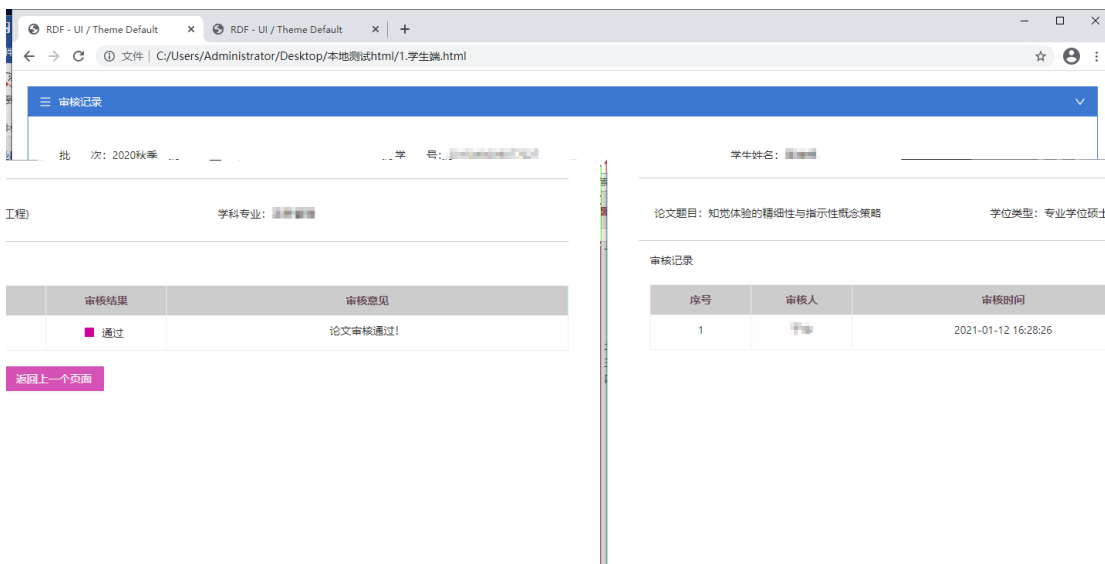 RDF - UI / Theme Default
RDF - UI / Theme Default
文件 C:/Users/Administrator/Desktop/本地测试html/1.学生端.html
审核记录
批 次：2020秋季 学 号： 学生姓名：
工程) 学科专业： 论文题目：知觉体验的精细性与指示性概念策略 学位类型：专业学位硕士
审核记录
审核结果 审核意见 序号 审核人 审核时间
通过 论文审核通过！ 1 2021-01-12 16:28:26
返回上一个页面